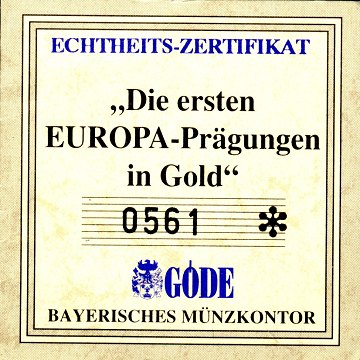 ECHTHEITS-ZERTIFIKAT
„Die ersten
EUROPA-Prägungen
in Gold“
0561 *
GÖDE
BAYERISCHES MÜNZKONTOR